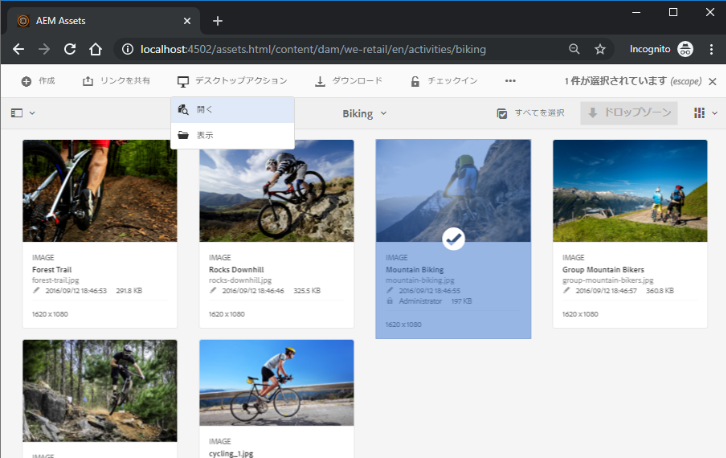 AEM Assets
localhost:4502/assets.html/content/dam/we-retail/en/activities/biking
Incognito
作成 リンクを共有 デスクトップアクション ダウンロード チェックイン ••• 1 件が選択されています (escape)
開く
表示
Biking すべてを選択 ドロップゾーン
IMAGE
Forest Trail
forest-trail.jpg
2016/09/12 18:46:53 291.8 KB
1620 x 1080
IMAGE
Rocks Downhill
rocks-downhill.jpg
2016/09/12 18:46:46 325.5 KB
1620 x 1080
IMAGE
Mountain Biking
mountain-biking.jpg
2016/09/12 18:46:55
Administrator 197 KB
1620 x 1080
IMAGE
Group Mountain Bikers
group-mountain-bikers.jpg
2016/09/12 18:46:57 360.8 KB
1620 x 1080
IMAGE
IMAGE
cycling_1.jpg